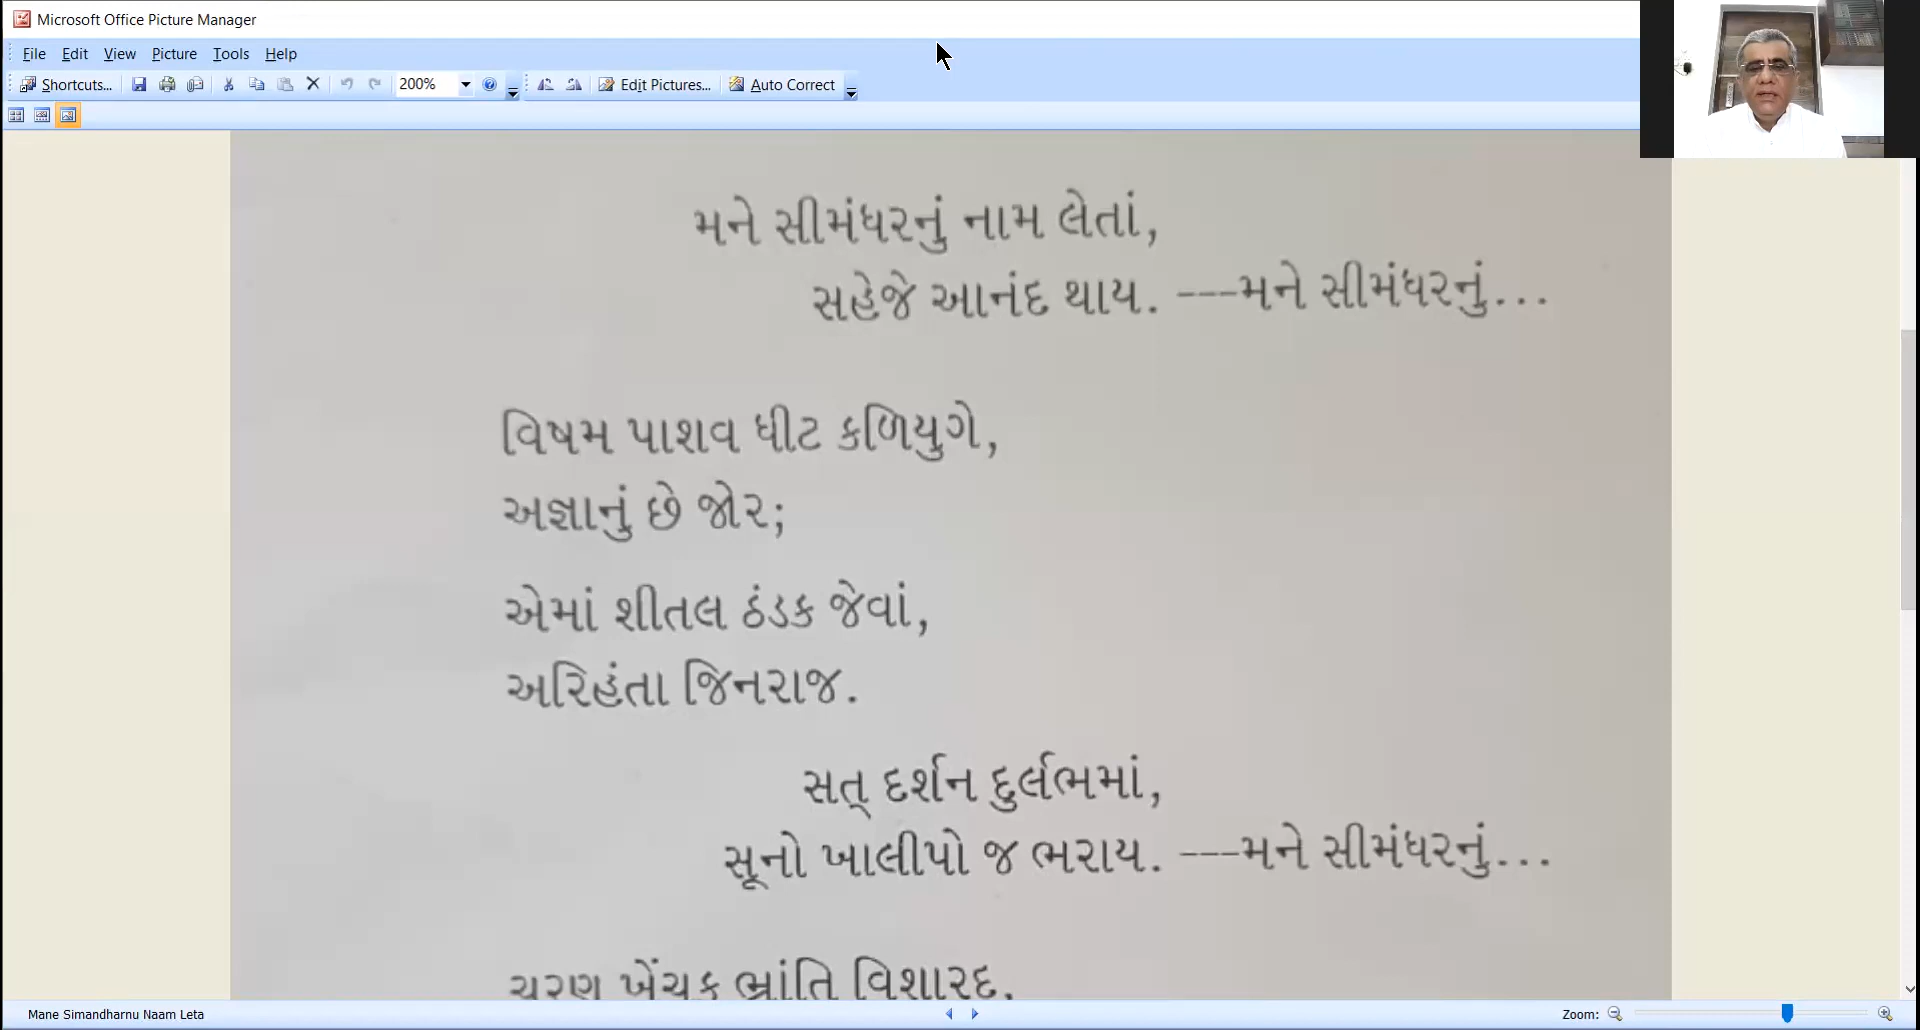 Microsoft Office Picture Manager
File Edit View Picture Tools Help
Shortcuts... 200% Edit Pictures... Auto Correct
મને સીમંધરનું નામ લેતાં,
સહેજે આનંદ થાય. ---મને સીમંધરનું...
વિષમ પાશવ ધીટ કળિયુગે,
અજ્ઞાનું છે જોર;
એમાં શીતલ ઠંડક જેવાં,
અરિહંતા જિનરાજ.
સત્ દર્શન દુર્લભમાં,
સૂનો ખાલીપો જ ભરાય. ---મને સીમંધરનું...
ચરણ ખેંચક ભ્રાંતિ વિશારદ,
Mane Simandharnu Naam Leta Zoom: